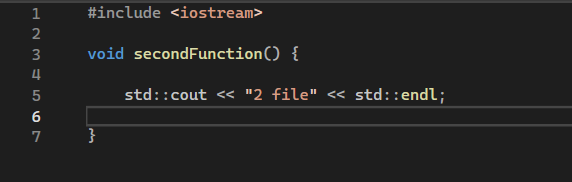 1 #include <iostream>
2
3 void secondFunction() {
4
5 std::cout << "2 file" << std::endl;
6
7 }